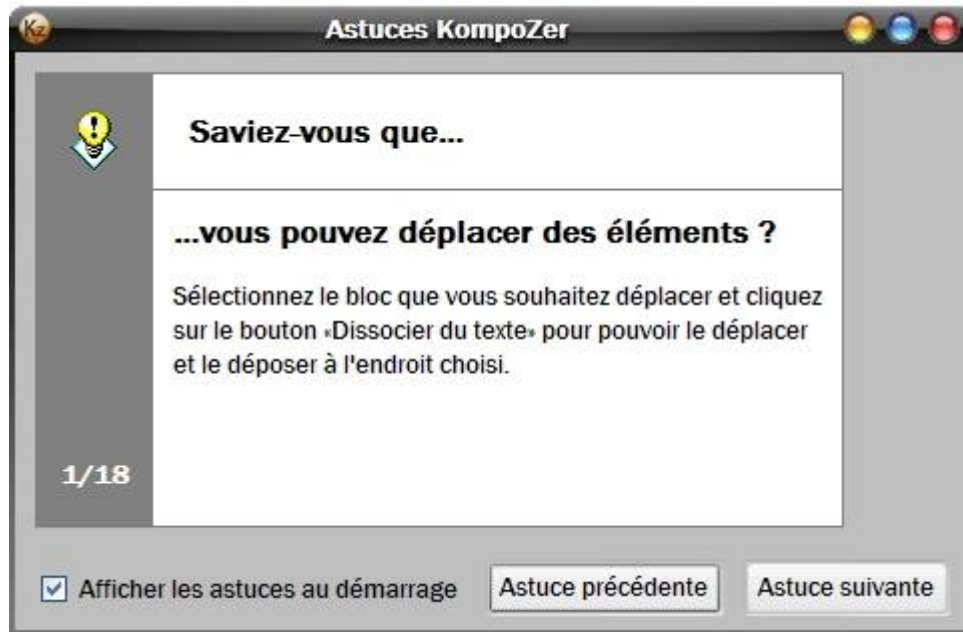 Kz
Astuces KompoZer
Saviez-vous que...
...vous pouvez déplacer des éléments ?
Sélectionnez le bloc que vous souhaitez déplacer et cliquez
sur le bouton «Dissocier du texte» pour pouvoir le déplacer
et le déposer à l'endroit choisi.
1/18
Afficher les astuces au démarrage
Astuce précédente
Astuce suivante